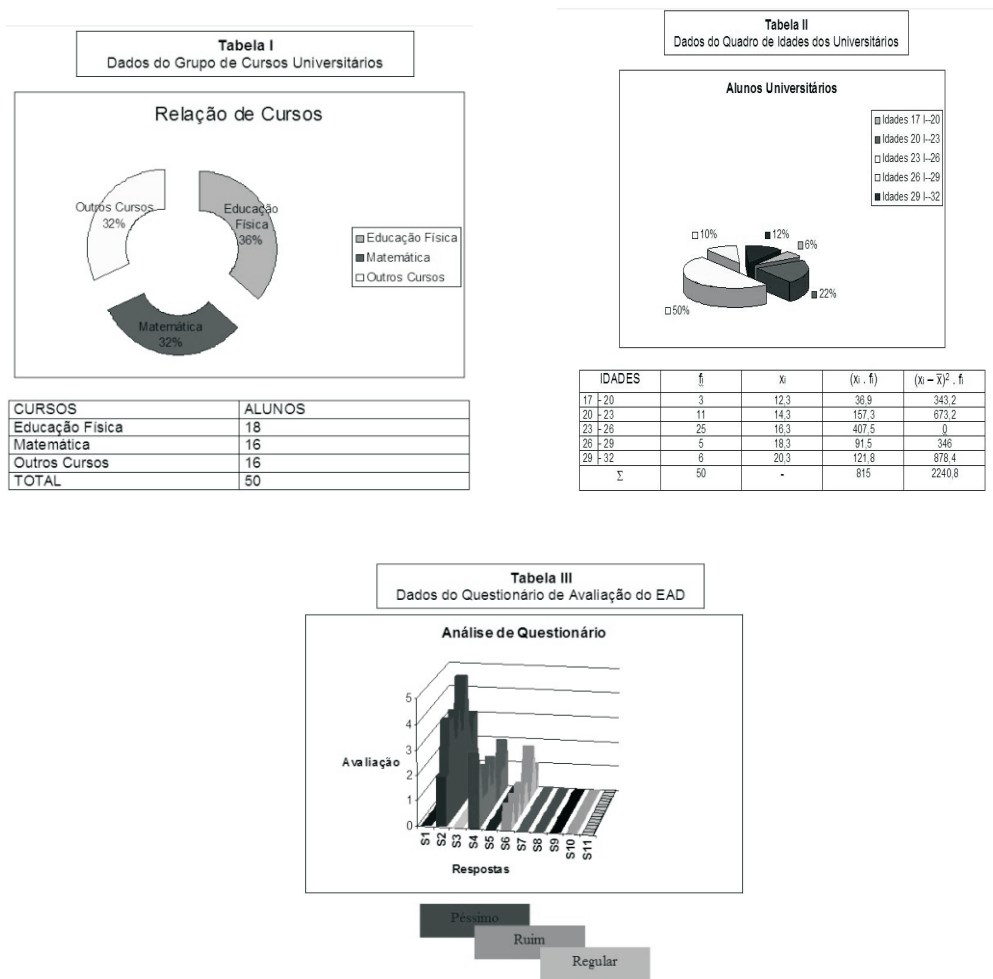 Tabela I
Dados do Grupo de Cursos Universitários
Relação de Cursos
Outros Cursos
32%
Educação
Física
36%
Matemática
32%
Educação Física
Matemática
Outros Cursos
CURSOS ALUNOS
Educação Física 18
Matemática 16
Outros Cursos 16
TOTAL 50
Tabela II
Dados do Quadro de Idades dos Universitários
Alunos Universitários
Idades 17 I--20
Idades 20 I--23
Idades 23 I--26
Idades 26 I--29
Idades 29 I--32
10%
12%
6%
22%
50%
IDADES fi xi (xi . fi) (xi – x̅)² . fi
17 |- 20 3 12,3 36,9 343,2
20 |- 23 11 14,3 157,3 673,2
23 |- 26 25 16,3 407,5 0
26 |- 29 5 18,3 91,5 346
29 |- 32 6 20,3 121,8 878,4
Σ 50 - 815 2240,8
Tabela III
Dados do Questionário de Avaliação do EAD
Análise de Questionário
5
4
3
Avaliação
2
1
0
S1 S2 S3 S4 S5 S6 S7 S8 S9 S10 S11
Respostas
Péssimo
Ruim
Regular